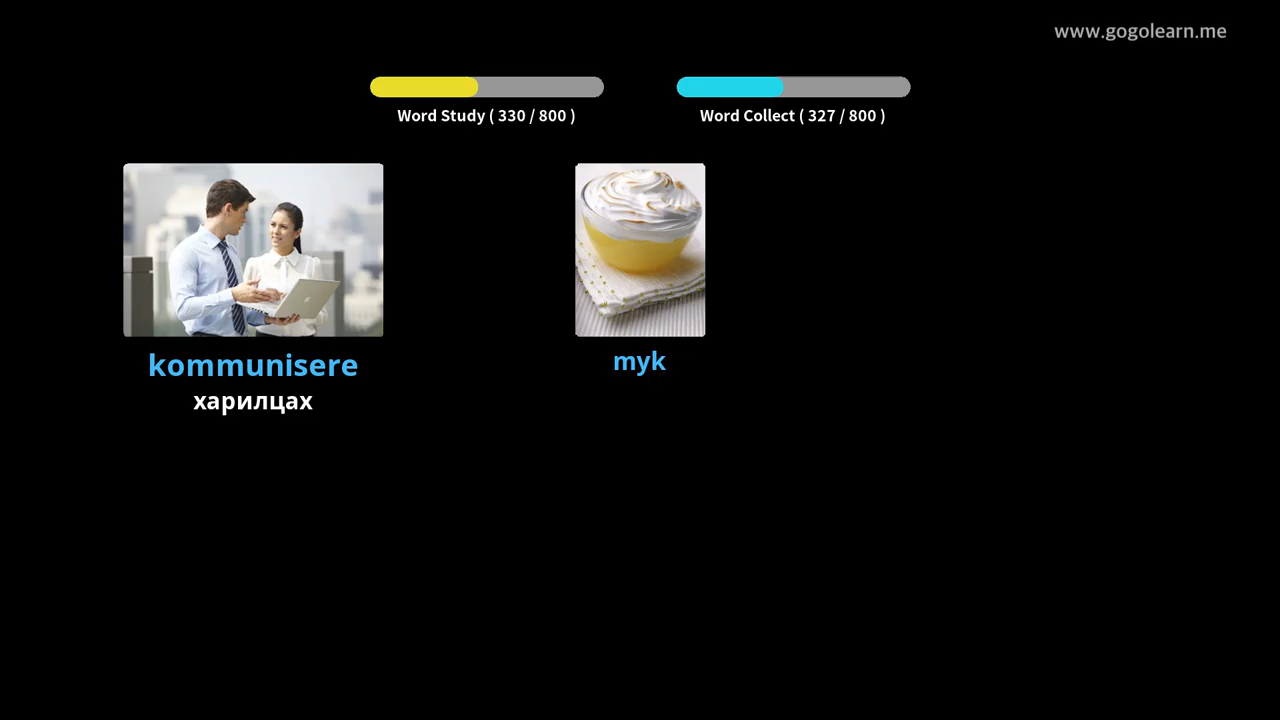 www.gogolearn.me
Word Study ( 330 / 800 )
Word Collect ( 327 / 800 )
kommunisere
харилцах
myk